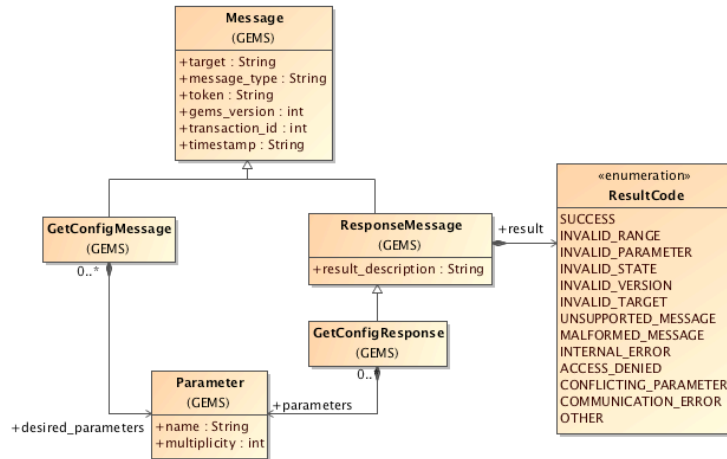 Message
(GEMS)
+target : String
+message_type : String
+token : String
+gems_version : int
+transaction_id : int
+timestamp : String
GetConfigMessage
(GEMS)
0..*
ResponseMessage
(GEMS)
+result_description : String
+result
«enumeration»
ResultCode
SUCCESS
INVALID_RANGE
INVALID_PARAMETER
INVALID_STATE
INVALID_VERSION
INVALID_TARGET
UNSUPPORTED_MESSAGE
MALFORMED_MESSAGE
INTERNAL_ERROR
ACCESS_DENIED
CONFLICTING_PARAMETER
COMMUNICATION_ERROR
OTHER
GetConfigResponse
(GEMS)
0..*
Parameter
(GEMS)
+name : String
+multiplicity : int
+parameters
+desired_parameters